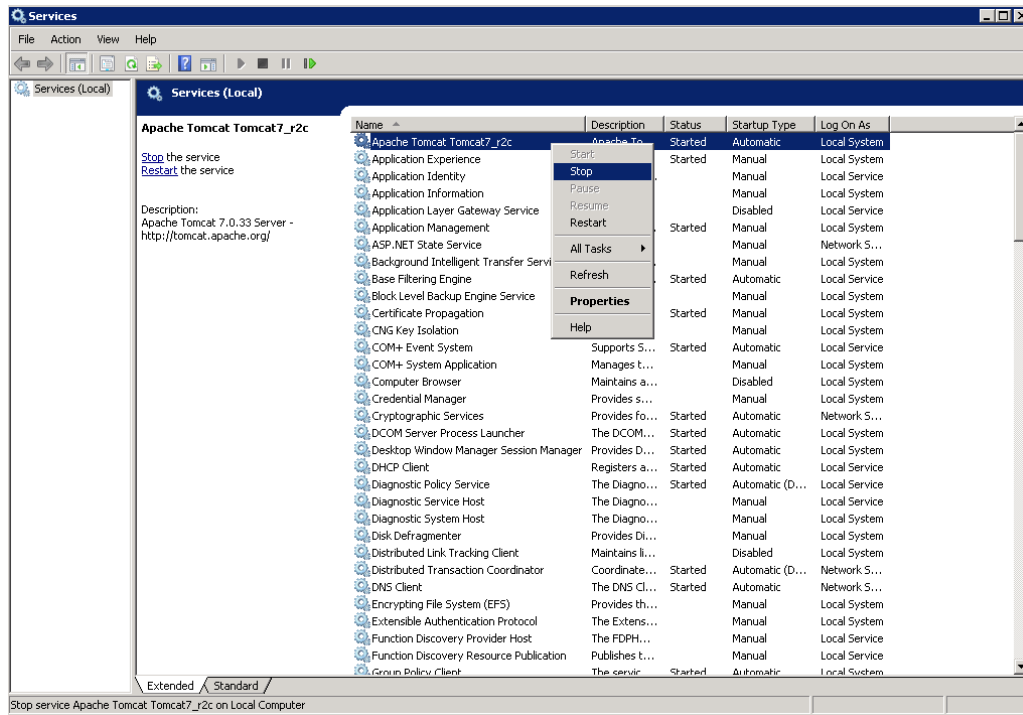 Services
File Action View Help
Services (Local)
Services (Local)
Apache Tomcat Tomcat7_r2c
Stop the service
Restart the service
Description:
Apache Tomcat 7.0.33 Server -
http://tomcat.apache.org/
Name Description Status Startup Type Log On As
Apache Tomcat Tomcat7_r2c Apache To... Started Automatic Local System
Application Experience Started Manual Local System
Application Identity Manual Local Service
Application Information Manual Local System
Application Layer Gateway Service Disabled Local Service
Application Management Started Manual Local System
ASP.NET State Service Manual Network S...
Background Intelligent Transfer Servi Manual Local System
Base Filtering Engine Started Automatic Local Service
Block Level Backup Engine Service Manual Local System
Certificate Propagation Started Manual Local System
CNG Key Isolation Manual Local System
COM+ Event System Supports S... Started Automatic Local Service
COM+ System Application Manages t... Manual Local System
Computer Browser Maintains a... Disabled Local System
Credential Manager Provides s... Manual Local System
Cryptographic Services Provides fo... Started Automatic Network S...
DCOM Server Process Launcher The DCOM... Started Automatic Local System
Desktop Window Manager Session Manager Provides D... Started Automatic Local System
DHCP Client Registers a... Started Automatic Local Service
Diagnostic Policy Service The Diagno... Started Automatic (D... Local Service
Diagnostic Service Host The Diagno... Manual Local Service
Diagnostic System Host The Diagno... Manual Local System
Disk Defragmenter Provides Di... Manual Local System
Distributed Link Tracking Client Maintains li... Disabled Local System
Distributed Transaction Coordinator Coordinate... Started Automatic (D... Network S...
DNS Client The DNS Cl... Started Automatic Network S...
Encrypting File System (EFS) Provides th... Manual Local System
Extensible Authentication Protocol The Extens... Manual Local System
Function Discovery Provider Host The FDPH... Manual Local Service
Function Discovery Resource Publication Publishes t... Manual Local Service
Group Policy Client The servic... Started Automatic Local System
Start
Stop
Pause
Resume
Restart
All Tasks
Refresh
Properties
Help
Extended Standard
Stop service Apache Tomcat Tomcat7_r2c on Local Computer